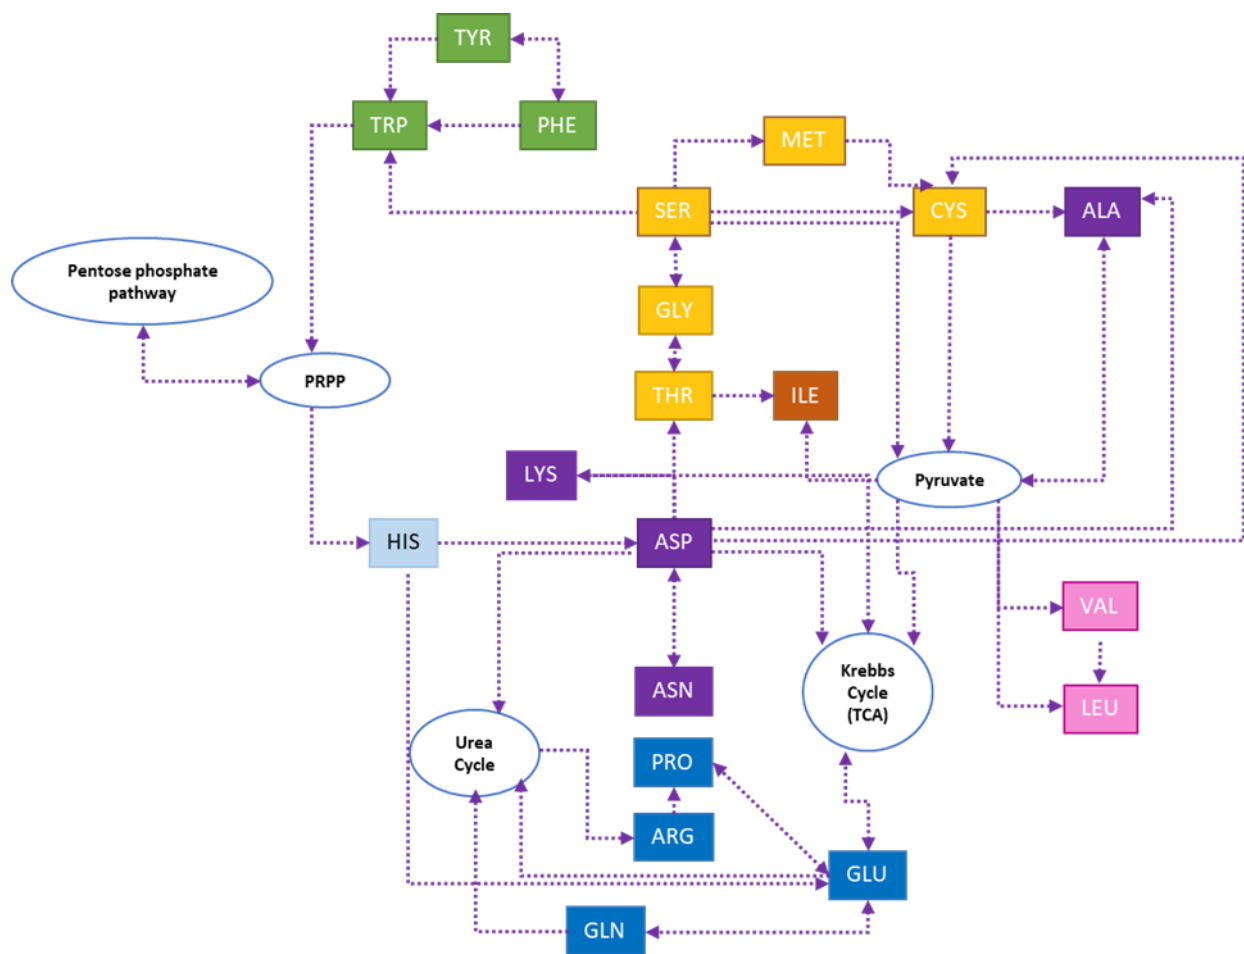 TYR
TRP
PHE
MET
SER
CYS
ALA
Pentose phosphate
pathway
GLY
PRPP
THR
ILE
LYS
Pyruvate
HIS
ASP
VAL
ASN
Krebbs
Cycle
(TCA)
LEU
Urea
Cycle
PRO
ARG
GLU
GLN